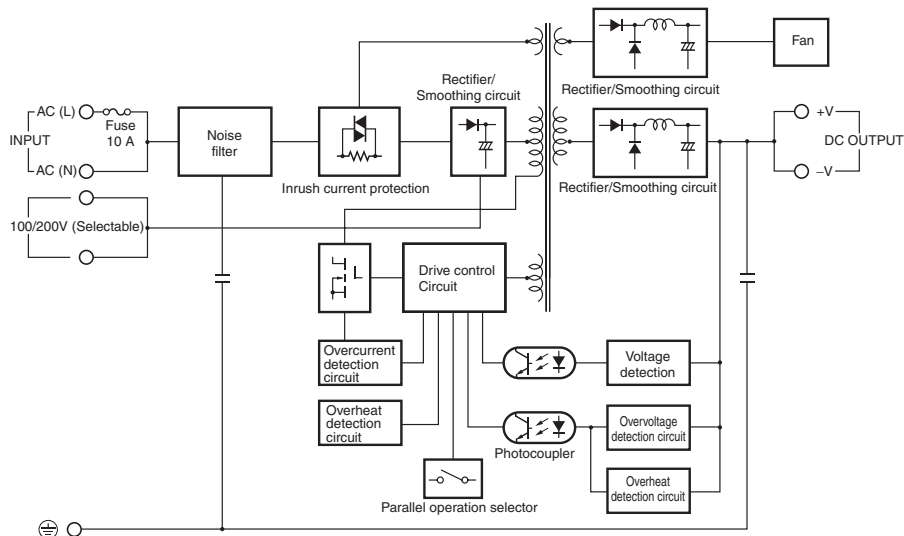 Fan
Rectifier/Smoothing circuit
Rectifier/
Smoothing circuit
AC (L)
Fuse
10 A
INPUT
AC (N)
Noise
filter
Inrush current protection
Rectifier/Smoothing circuit
+V
DC OUTPUT
–V
100/200V (Selectable)
Drive control
Circuit
Overcurrent
detection
circuit
Voltage
detection
Overheat
detection
circuit
Photocoupler
Overvoltage
detection circuit
Overheat
detection circuit
Parallel operation selector